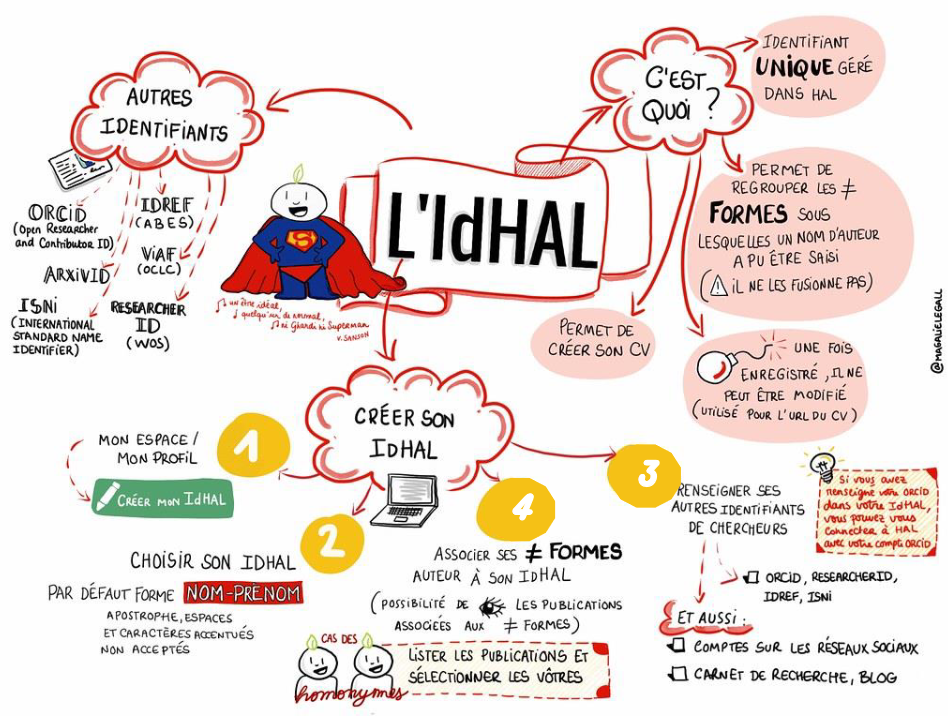 L'IdHAL
C'EST
QUOI ?
IDENTIFIANT
UNIQUE GÉRÉ
DANS HAL
PERMET DE
REGROUPER LES ≠
FORMES SOUS
LESQUELLES UN NOM D'AUTEUR
A PU ÊTRE SAISI
(⚠ IL NE LES FUSIONNE PAS)
UNE FOIS
ENREGISTRÉ, IL NE
PEUT ÊTRE MODIFIÉ
(UTILISÉ POUR L'URL DU CV)
PERMET DE
CRÉER SON CV
@MAGALIELEGALL
AUTRES
IDENTIFIANTS
ORCID
(Open Researcher
and Contributor ID)
ARXIVID
ISNI
(INTERNATIONAL
STANDARD NAME
IDENTIFIER)
IDREF
(ABES)
VIAF
(OCLC)
RESEARCHER
ID
(WOS)
S
♫ un être idéal,
♩ quelqu'un de normal,
♫ ni Ghandi ni Superman
V. SANSON
CRÉER SON
IDHAL
1
MON ESPACE /
MON PROFIL
CRÉER MON IdHAL
2
CHOISIR SON IDHAL
PAR DÉFAUT FORME NOM-PRÉNOM
APOSTROPHE, ESPACES
ET CARACTÈRES ACCENTUÉS
NON ACCEPTÉS
3
RENSEIGNER SES
AUTRES IDENTIFIANTS
DE CHERCHEURS
ORCID, RESEARCHERID,
IDREF, ISNI
ET AUSSI :
COMPTES SUR LES RÉSEAUX SOCIAUX
CARNET DE RECHERCHE, BLOG
Si vous avez
renseigné votre ORCID
dans votre IdHAL,
vous pouvez vous
connecter à HAL
avec votre compte ORCID
4
ASSOCIER SES ≠ FORMES
AUTEUR À SON IDHAL
(POSSIBILITÉ DE 👁 LES PUBLICATIONS
ASSOCIÉES AUX ≠ FORMES)
CAS DES
homonymes
LISTER LES PUBLICATIONS ET
SÉLECTIONNER LES VÔTRES